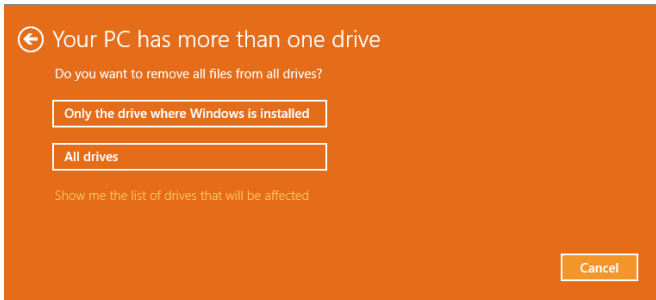 Your PC has more than one drive
Do you want to remove all files from all drives?
Only the drive where Windows is installed
All drives
Show me the list of drives that will be affected
Cancel